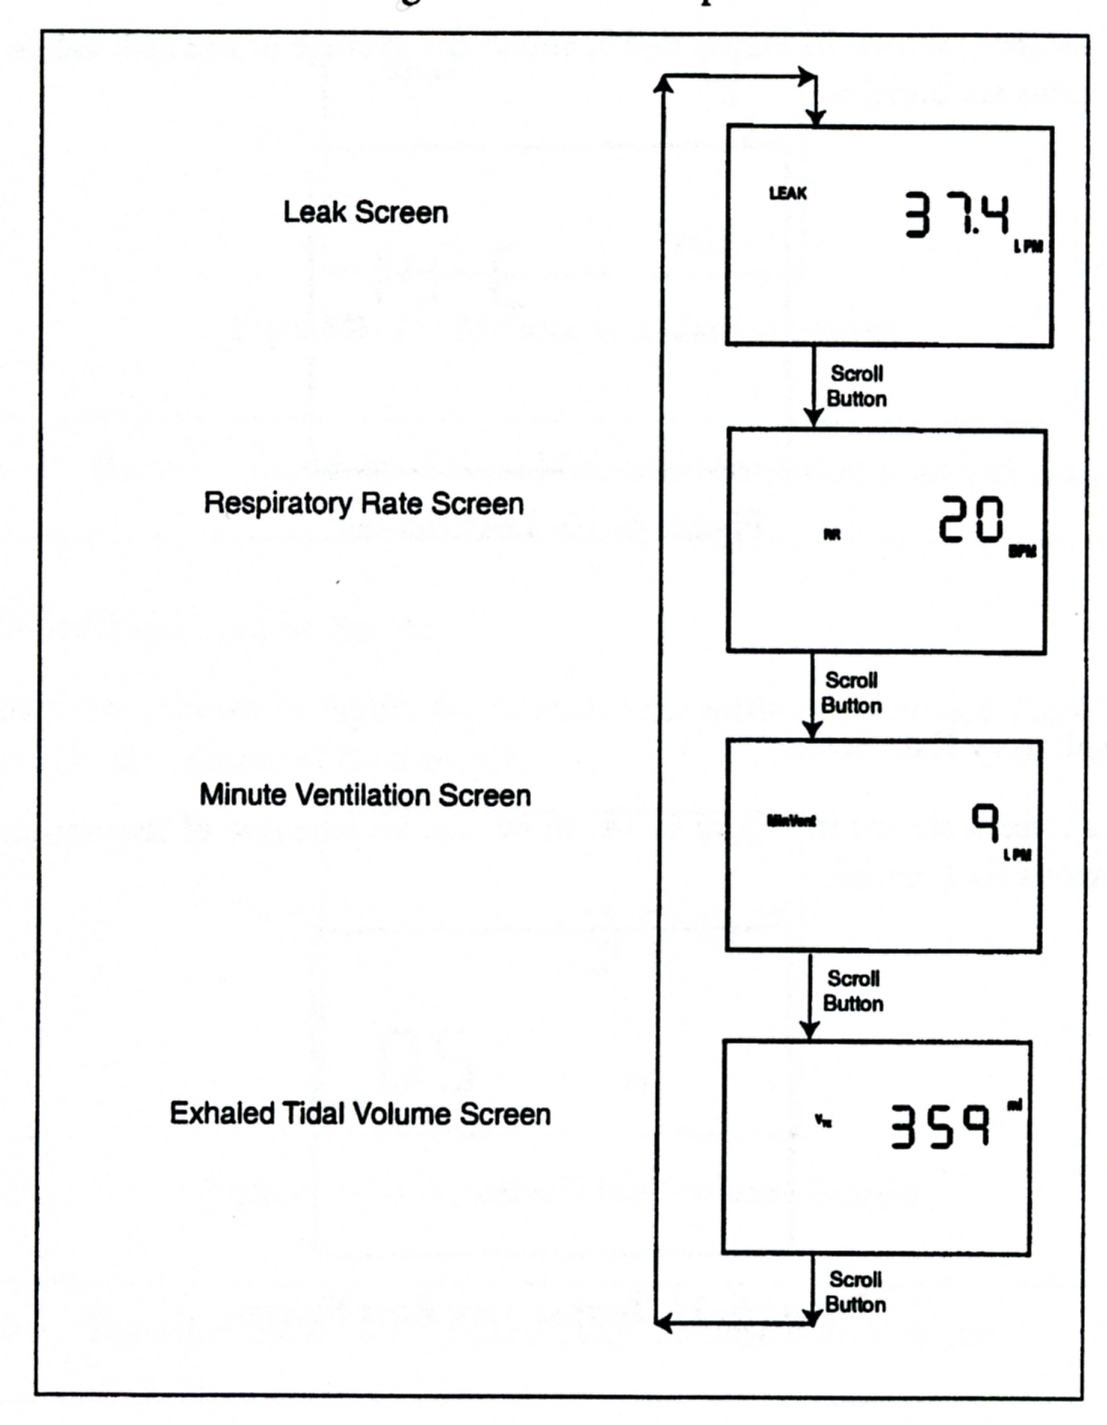 Leak Screen
LEAK
37.4
LPM
Scroll
Button
Respiratory Rate Screen
RR
20
BPM
Scroll
Button
Minute Ventilation Screen
MinVent
9
LPM
Scroll
Button
Exhaled Tidal Volume Screen
VTE
359
ml
Scroll
Button